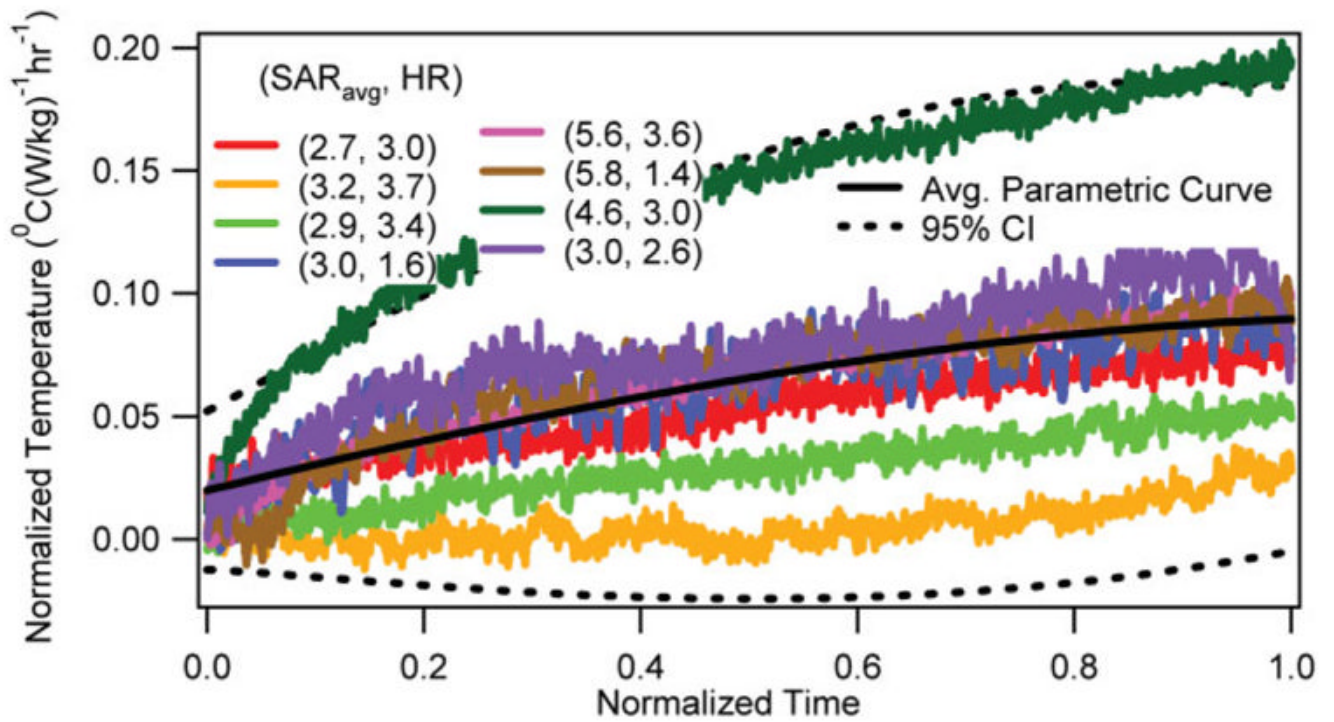 Normalized Temperature (⁰C(W/kg)⁻¹hr⁻¹)
0.20
0.15
0.10
0.05
0.00
(SARavg, HR)
(2.7, 3.0)
(3.2, 3.7)
(2.9, 3.4)
(3.0, 1.6)
(5.6, 3.6)
(5.8, 1.4)
(4.6, 3.0)
(3.0, 2.6)
Avg. Parametric Curve
95% CI
0.0 0.2 0.4 0.6 0.8 1.0
Normalized Time